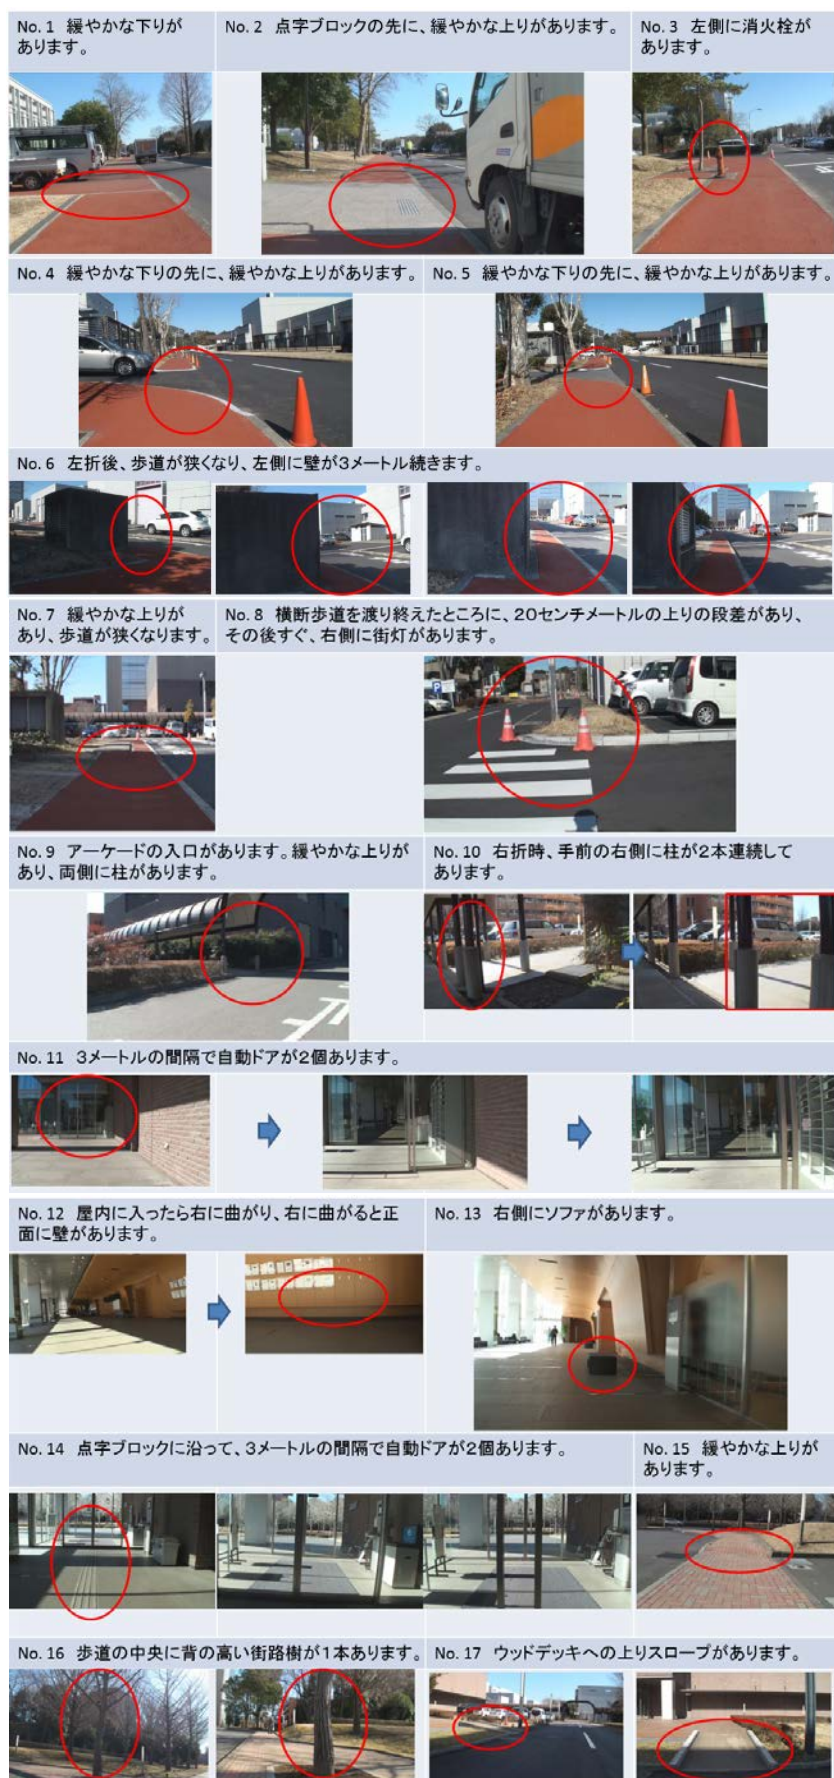 No. 1 緩やかな下りが
あります。
No. 2 点字ブロックの先に、緩やかな上りがあります。
No. 3 左側に消火栓が
あります。
No. 4 緩やかな下りの先に、緩やかな上りがあります。
No. 5 緩やかな下りの先に、緩やかな上りがあります。
No. 6 左折後、歩道が狭くなり、左側に壁が3メートル続きます。
No. 7 緩やかな上りが
あり、歩道が狭くなります。
No. 8 横断歩道を渡り終えたところに、20センチメートルの上りの段差があり、
その後すぐ、右側に街灯があります。
P
No. 9 アーケードの入口があります。緩やかな上りが
あり、両側に柱があります。
No. 10 右折時、手前の右側に柱が2本連続して
あります。
No. 11 3メートルの間隔で自動ドアが2個あります。
No. 12 屋内に入ったら右に曲がり、右に曲がると正
面に壁があります。
No. 13 右側にソファがあります。
No. 14 点字ブロックに沿って、3メートルの間隔で自動ドアが2個あります。
No. 15 緩やかな上りが
あります。
No. 16 歩道の中央に背の高い街路樹が1本あります。
No. 17 ウッドデッキへの上りスロープがあります。